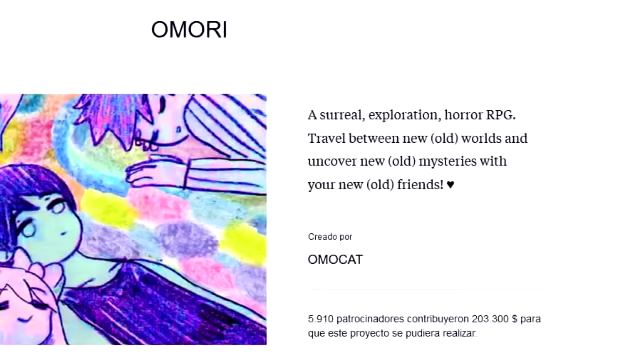 OMORI
A surreal, exploration, horror RPG.
Travel between new (old) worlds and
uncover new (old) mysteries with
your new (old) friends! ♥
Creado por
OMOCAT
5.910 patrocinadores contribuyeron 203.300 $ para
que este proyecto se pudiera realizar.